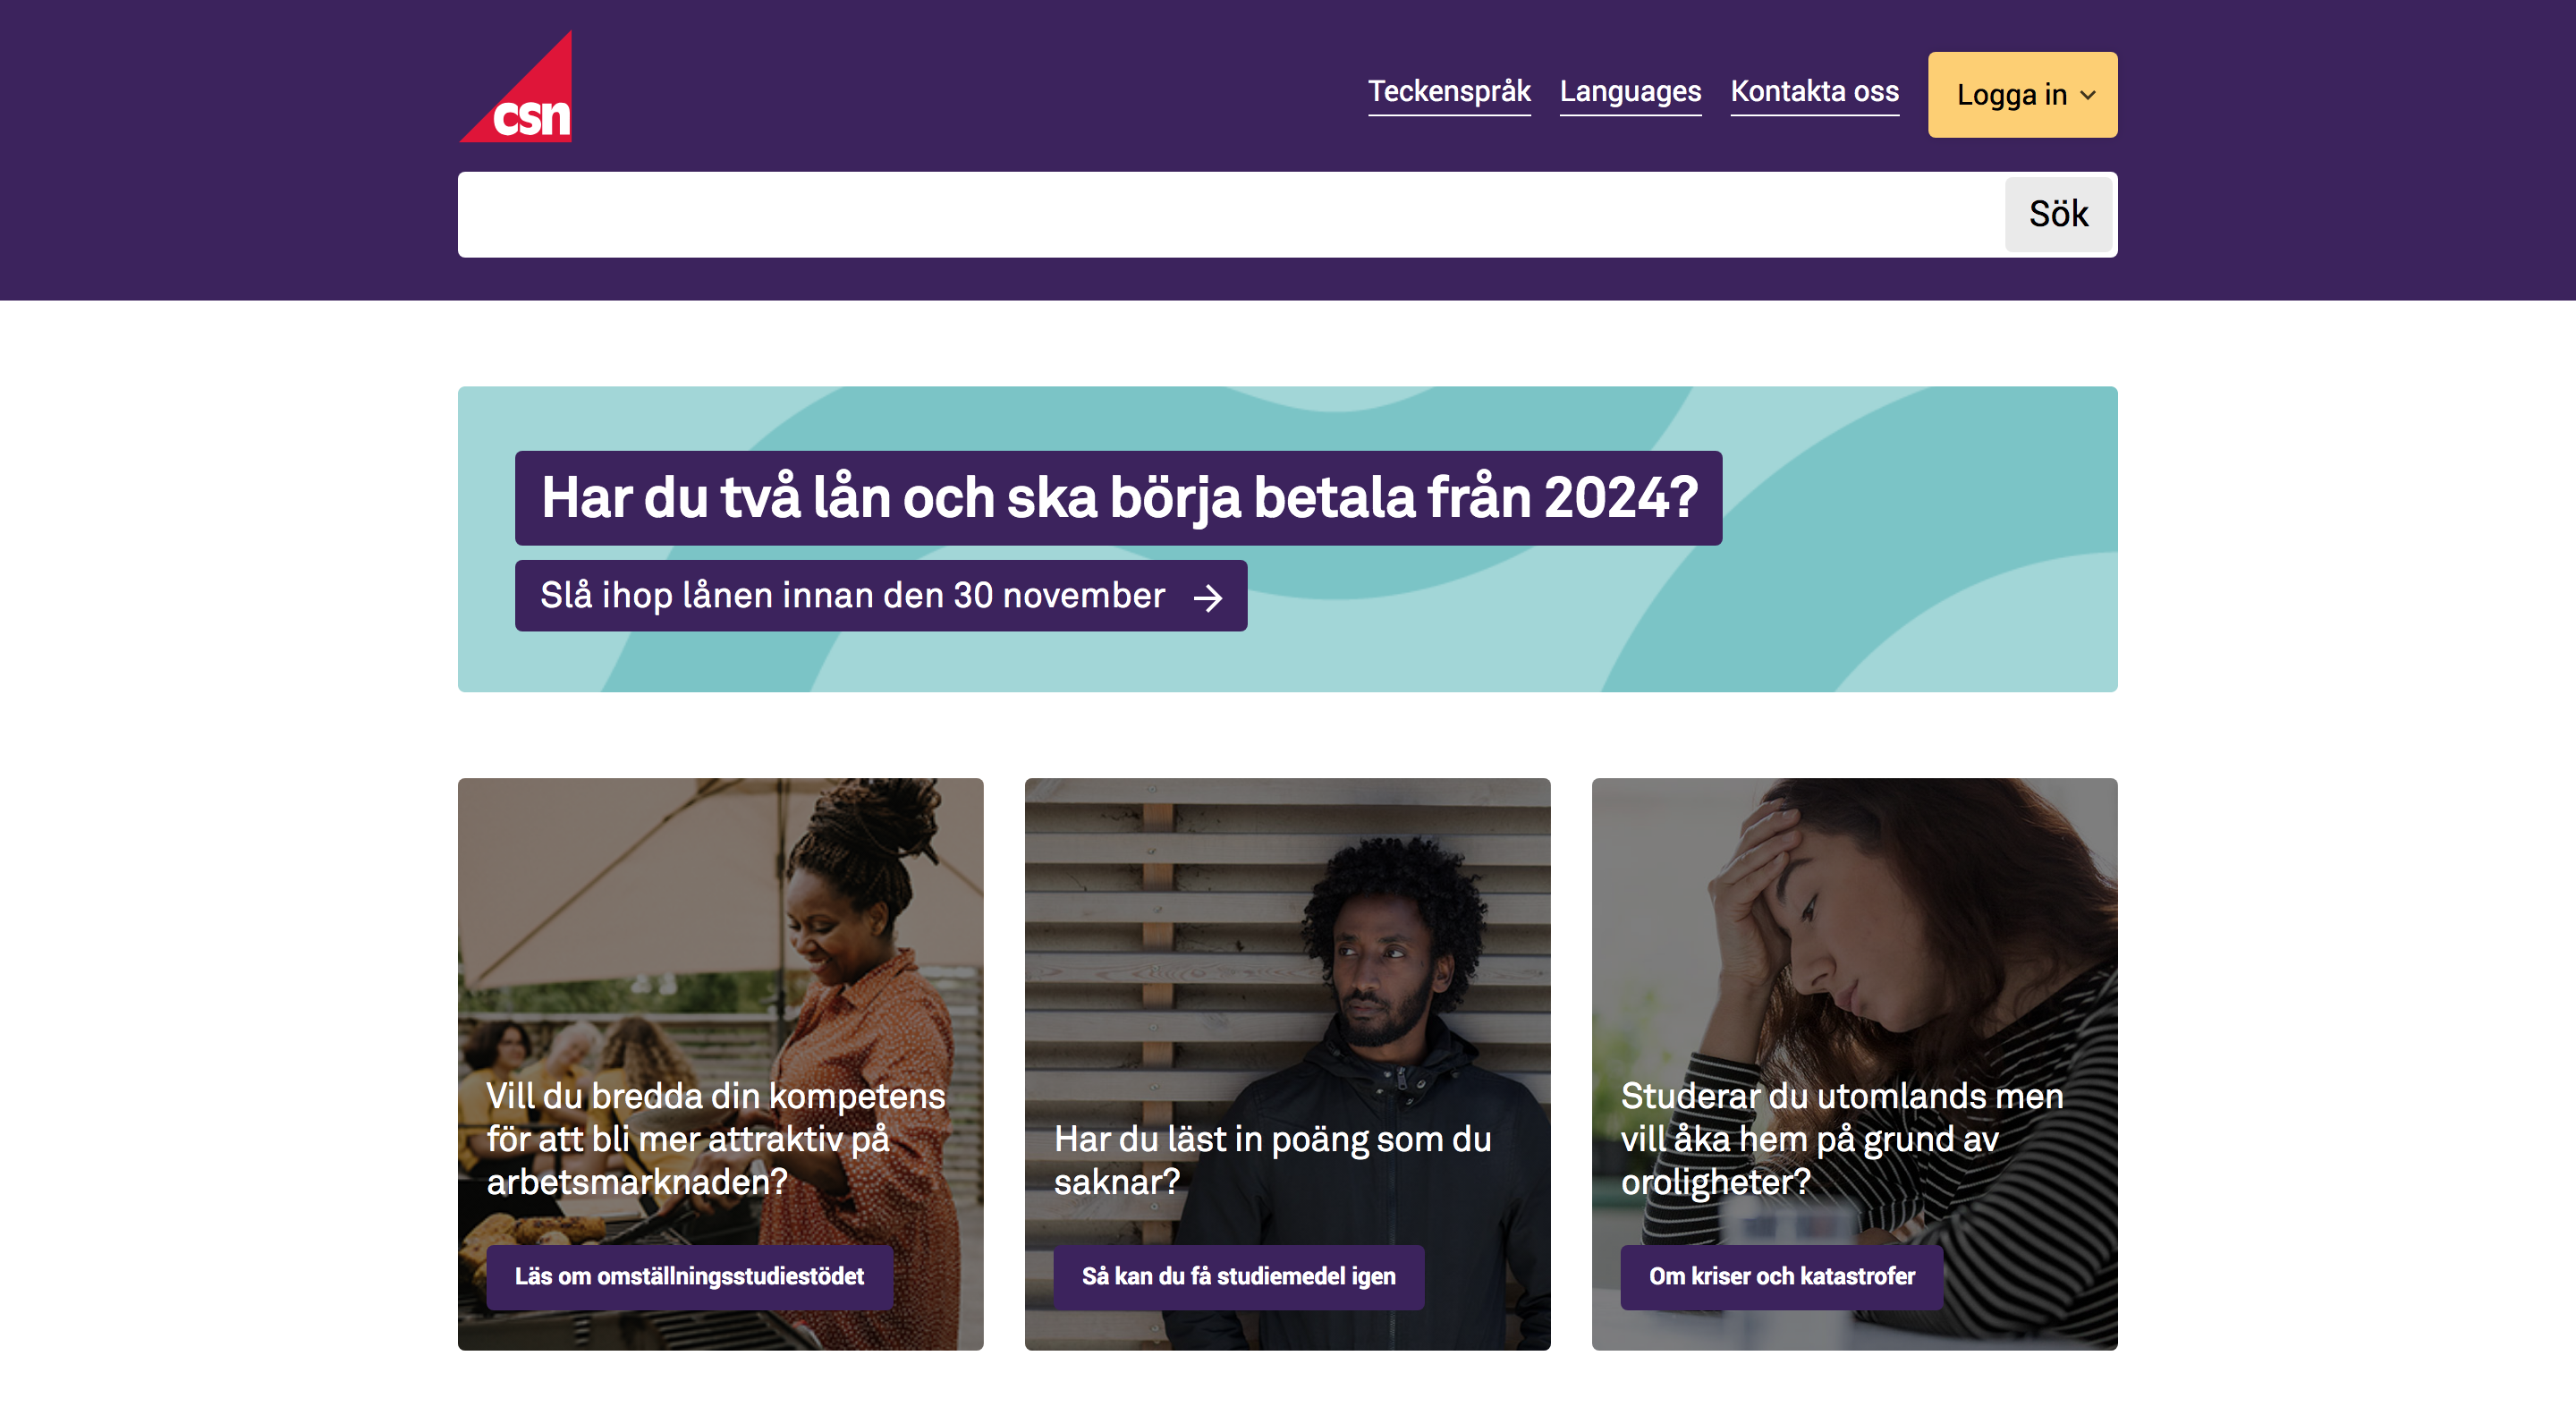 csn
Teckenspråk
Languages
Kontakta oss
Logga in
Sök
Har du två lån och ska börja betala från 2024?
Slå ihop lånen innan den 30 november
Vill du bredda din kompetens
för att bli mer attraktiv på
arbetsmarknaden?
Läs om omställningsstudiestödet
Har du läst in poäng som du
saknar?
Så kan du få studiemedel igen
Studerar du utomlands men
vill åka hem på grund av
oroligheter?
Om kriser och katastrofer